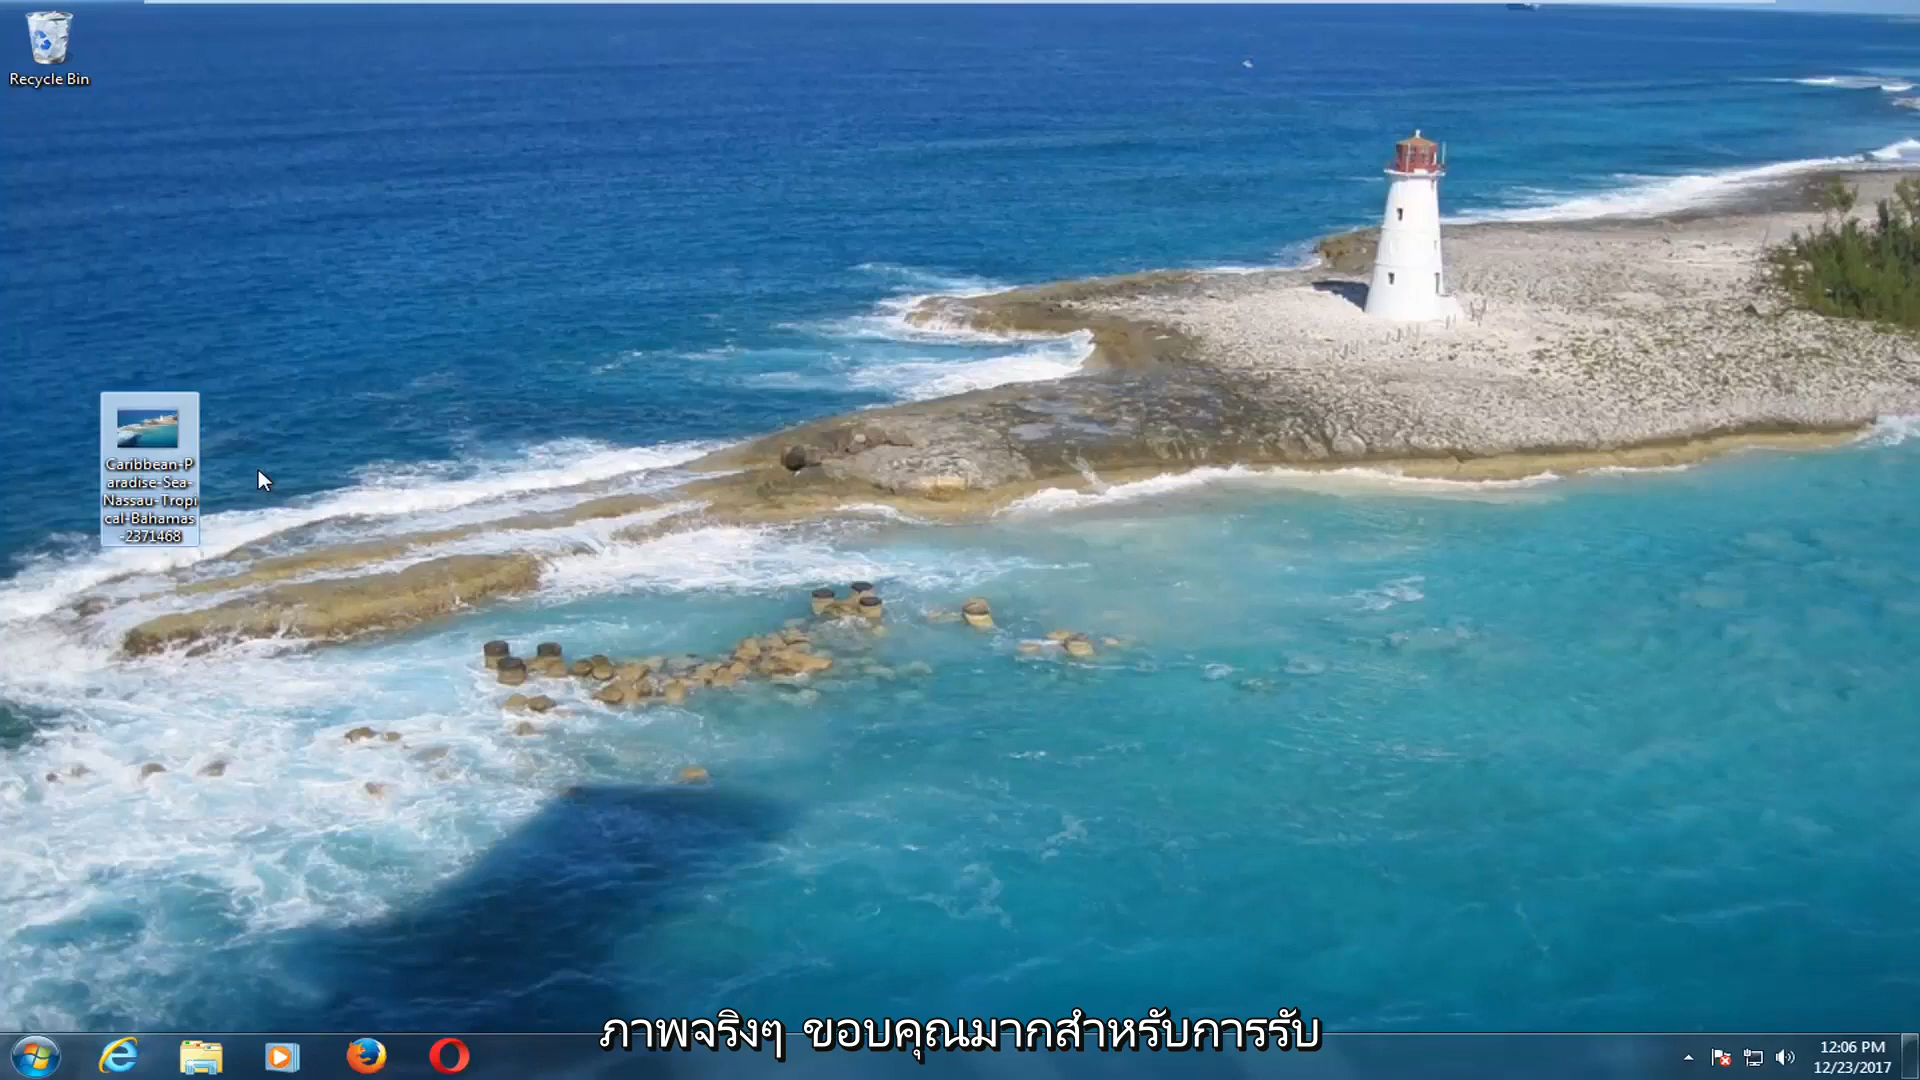 Recycle Bin
Caribbean-P
aradise-Sea-
Nassau-Tropi
cal-Bahamas
-2371468
ภาพจริงๆ ขอบคุณมากสำหรับการรับ
12:06 PM
12/23/2017